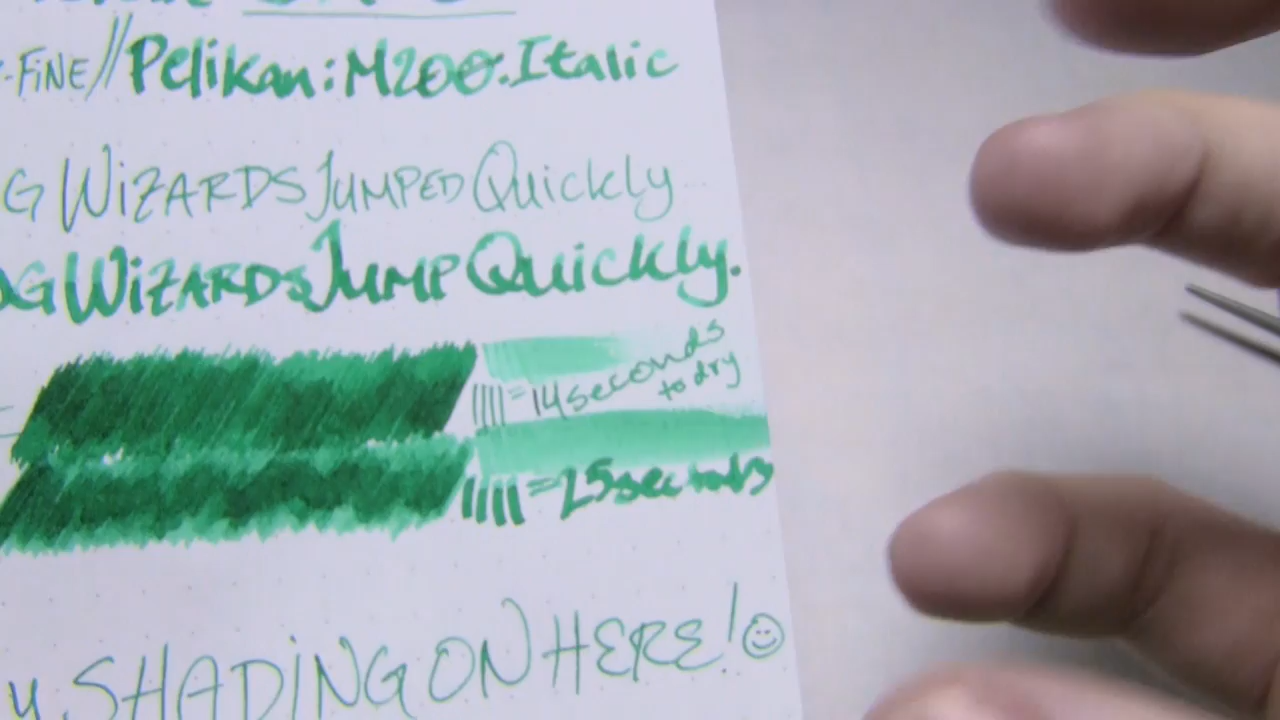 -FINE//Pelikan:M200.Italic
G WiZARDS JUMPED Quickly
OG WiZARDS JUMP Quickly.
||||=14 seconds
to dry
||||=25 seconds
y SHADING ON HERE! ☺